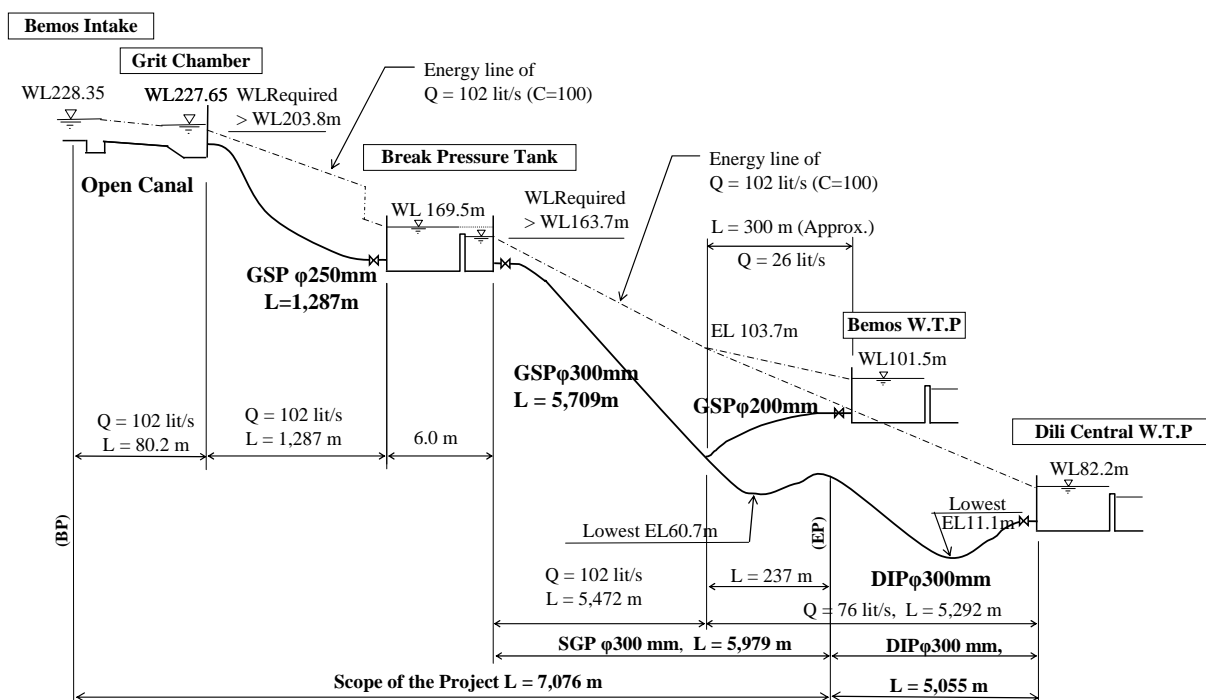 Bemos Intake
Grit Chamber
WL228.35
WL227.65
WLRequired
> WL203.8m
Energy line of
Q = 102 lit/s (C=100)
Open Canal
Break Pressure Tank
WL 169.5m
WLRequired
> WL163.7m
Energy line of
Q = 102 lit/s (C=100)
L = 300 m (Approx.)
Q = 26 lit/s
GSP φ250mm
L=1,287m
EL 103.7m
Bemos W.T.P
WL101.5m
GSPφ300mm
L = 5,709m
GSPφ200mm
Dili Central W.T.P
WL82.2m
Q = 102 lit/s
L = 80.2 m
Q = 102 lit/s
L = 1,287 m
6.0 m
Lowest
EL11.1m
(BP)
Lowest EL60.7m
(EP)
Q = 102 lit/s
L = 5,472 m
L = 237 m
DIPφ300mm
Q = 76 lit/s, L = 5,292 m
SGP φ300 mm, L = 5,979 m
DIPφ300 mm,
Scope of the Project L = 7,076 m
L = 5,055 m